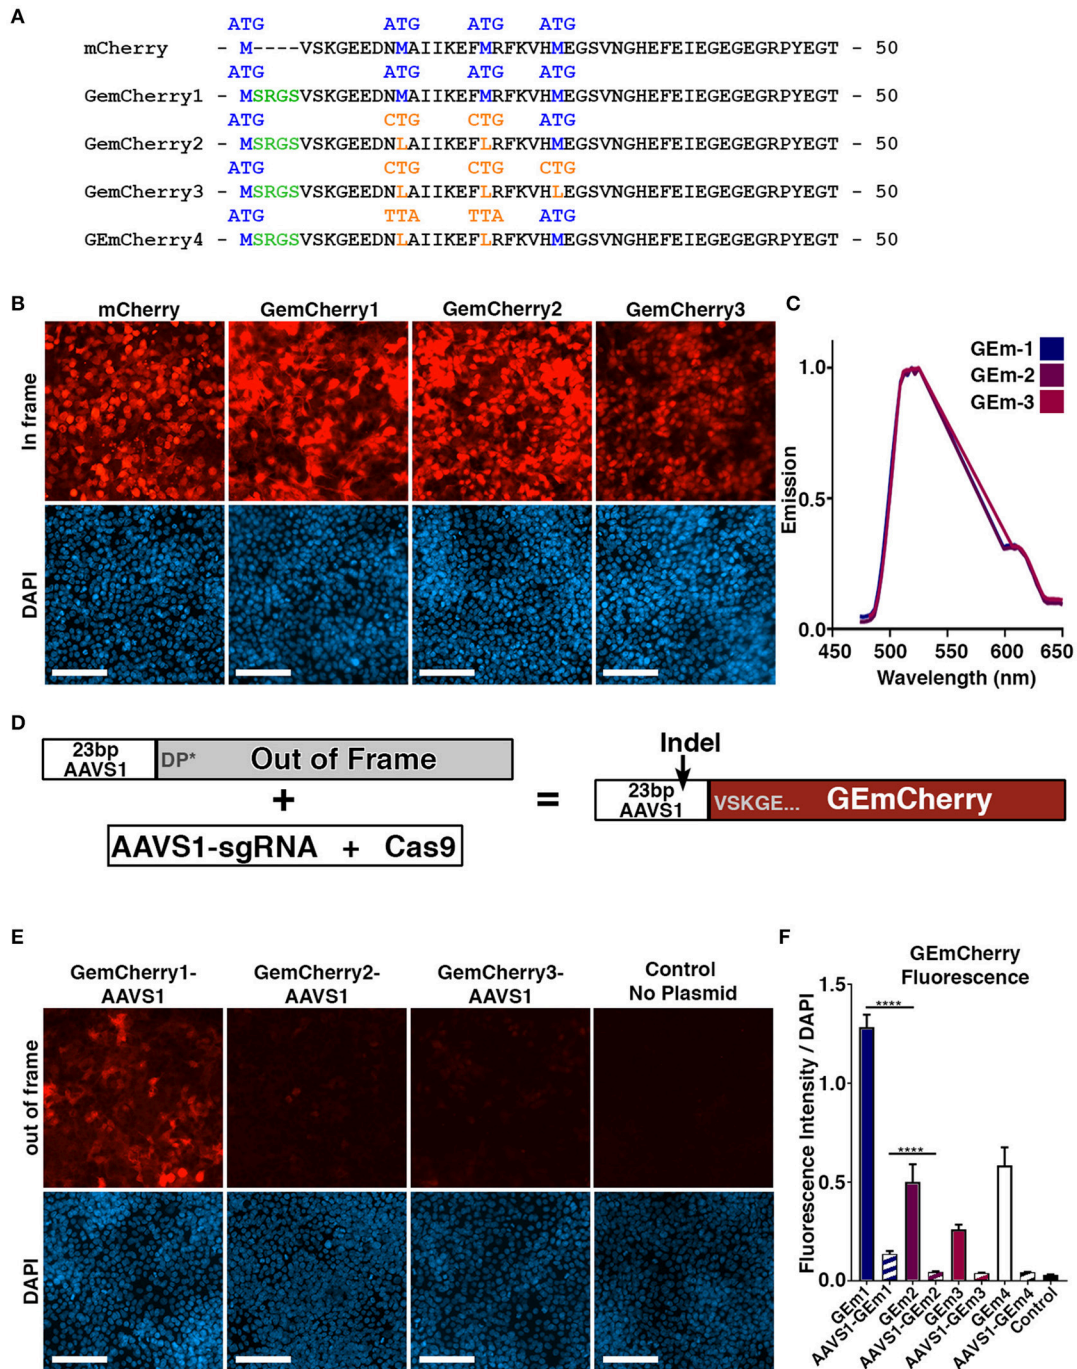 A
ATG ATG ATG ATG
mCherry - M----VSKGEEDNMAIIKEFMRFKVHMEGSVNGHEFEIEGEGEGRPYEGT - 50
ATG ATG ATG ATG
GemCherry1 - MSRGSVSKGEEDNMAIIKEFMRFKVHMEGSVNGHEFEIEGEGEGRPYEGT - 50
ATG CTG CTG ATG
GemCherry2 - MSRGSVSKGEEDNLAIIKEFLRFKVHMEGSVNGHEFEIEGEGEGRPYEGT - 50
ATG CTG CTG CTG
GemCherry3 - MSRGSVSKGEEDNLAIIKEFLRFKVHLEGSVNGHEFEIEGEGEGRPYEGT - 50
ATG TTA TTA ATG
GEmCherry4 - MSRGSVSKGEEDNLAIIKEFLRFKVHMEGSVNGHEFEIEGEGEGRPYEGT - 50
B
mCherry GemCherry1 GemCherry2 GemCherry3
In frame
DAPI
C
GEm-1
GEm-2
GEm-3
1.0
0.5
0.0
Emission
450 500 550 600 650
Wavelength (nm)
D
23bp
AAVS1
DP*
Out of Frame
+
AAVS1-sgRNA + Cas9
=
Indel
23bp
AAVS1
VSKGE...
GEmCherry
E
GemCherry1-
AAVS1
GemCherry2-
AAVS1
GemCherry3-
AAVS1
Control
No Plasmid
out of frame
DAPI
F
GEmCherry
Fluorescence
Fluorescence Intensity / DAPI
1.5
1.0
0.5
0.0
****
****
GEm1
AAVS1-GEm1
GEm2
AAVS1-GEm2
GEm3
AAVS1-GEm3
GEm4
AAVS1-GEm4
Control